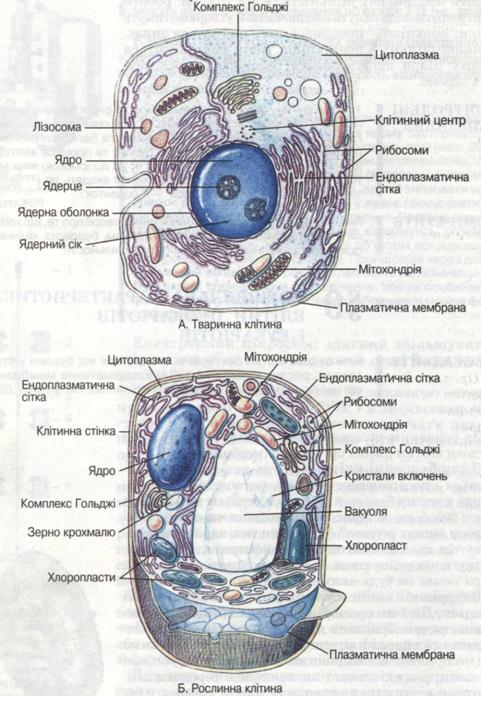 Комплекс Гольджі
Цитоплазма
Клітинний центр
Лізосома
Рибосоми
Ядро
Ендоплазматична
сітка
Ядерце
Ядерна оболонка
Ядерний сік
Мітохондрія
Плазматична мембрана
А. Тваринна клітина
Цитоплазма
Мітохондрія
Ендоплазматична
сітка
Ендоплазматична сітка
Рибосоми
Клітинна стінка
Мітохондрія
Комплекс Гольджі
Ядро
Кристали включень
Комплекс Гольджі
Вакуоля
Зерно крохмалю
Хлоропласт
Хлоропласти
Плазматична мембрана
Б. Рослинна клітина